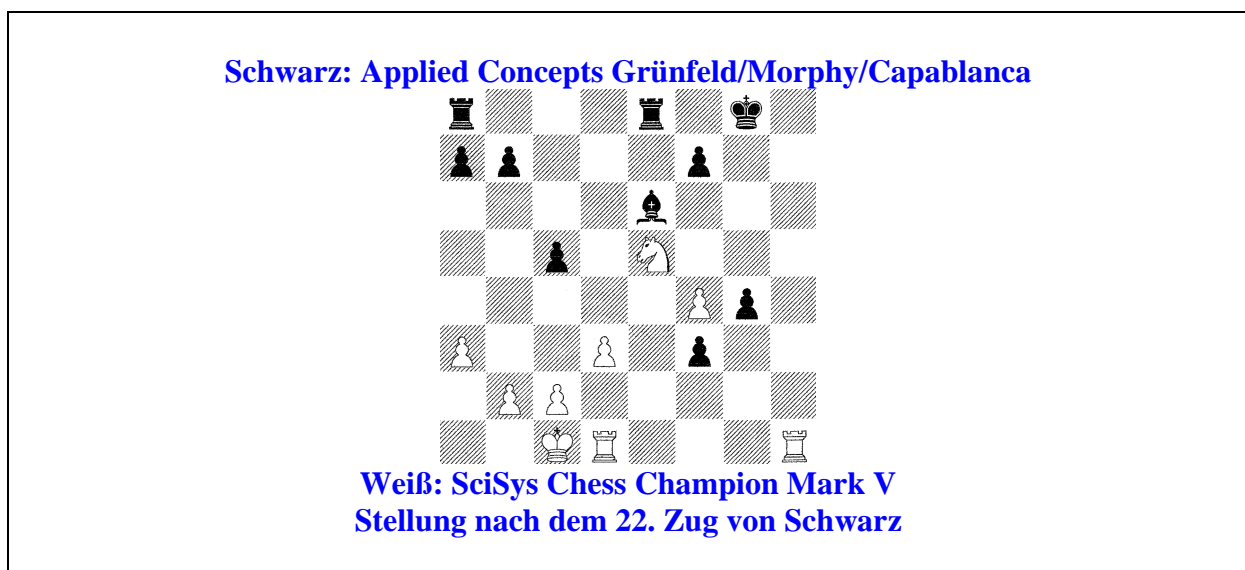 Schwarz: Applied Concepts Grünfeld/Morphy/Capablanca
Weiß: SciSys Chess Champion Mark V
Stellung nach dem 22. Zug von Schwarz